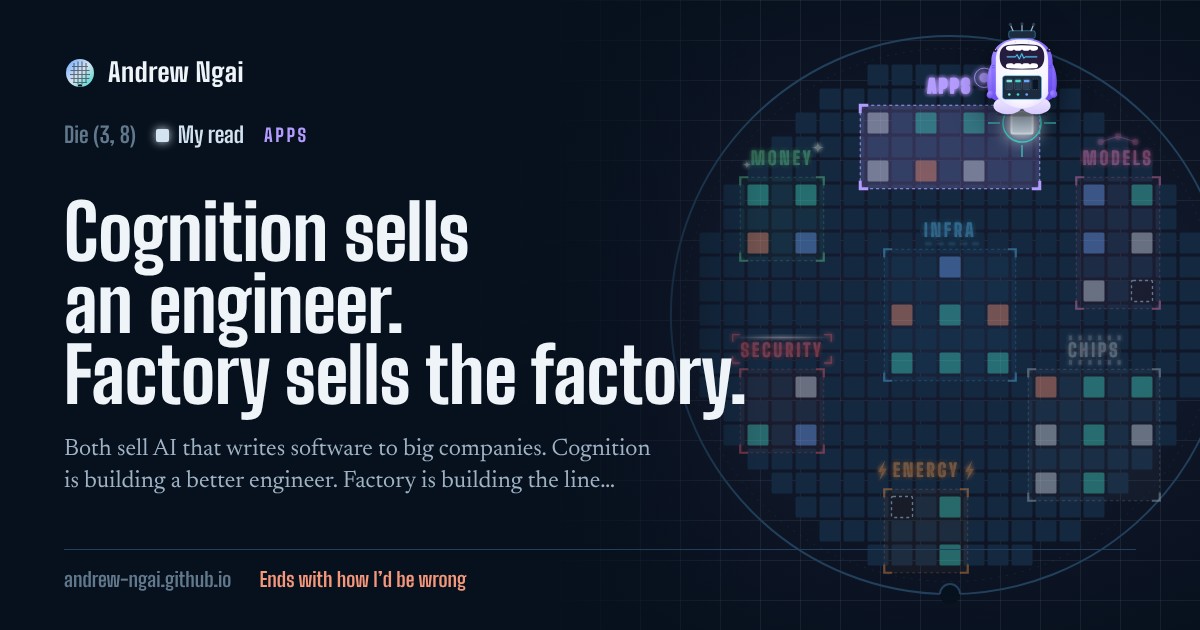 Andrew Ngai
Die (3, 8) My read APPS
Cognition sells
an engineer.
Factory sells the factory.
Both sell AI that writes software to big companies. Cognition
is building a better engineer. Factory is building the line...
andrew-ngai.github.io Ends with how I'd be wrong
APPS
MONEY
MODELS
INFRA
SECURITY
CHIPS
ENERGY